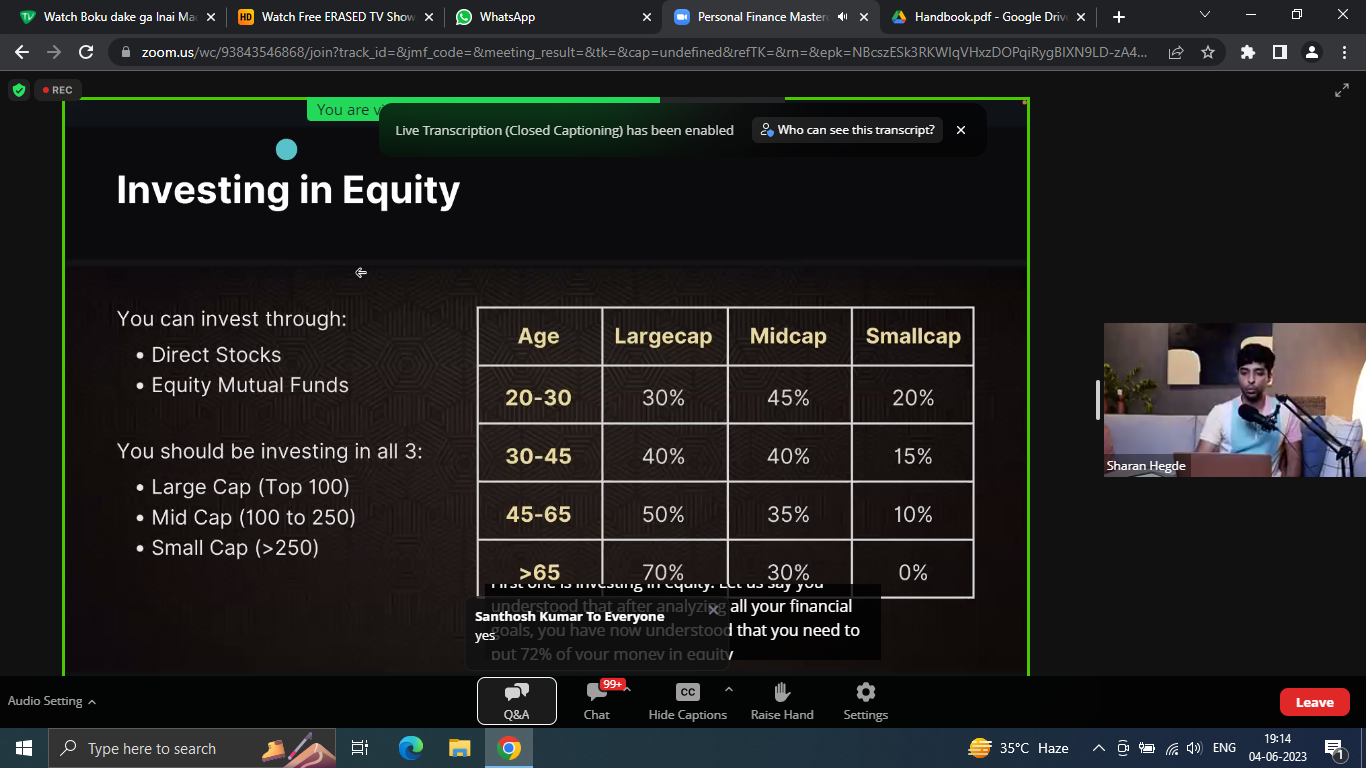 Watch Boku dake ga Inai Mac
Watch Free ERASED TV Show
WhatsApp
Personal Finance Masterc
Handbook.pdf - Google Drive
zoom.us/wc/93843546868/join?track_id=&jmf_code=&meeting_result=&tk=&cap=undefined&refTK=&rn=&epk=NBcszESk3RKWIqVHxzDOPqiRygBIXN9LD-zA4...
REC
You are vi
Live Transcription (Closed Captioning) has been enabled
Who can see this transcript?
Investing in Equity
You can invest through:
• Direct Stocks
• Equity Mutual Funds
You should be investing in all 3:
• Large Cap (Top 100)
• Mid Cap (100 to 250)
• Small Cap (>250)
Age Largecap Midcap Smallcap
20-30 30% 45% 20%
30-45 40% 40% 15%
45-65 50% 35% 10%
>65 70% 30% 0%
Sharan Hegde
First one is investing in equity. Let us say you
understood that after analyzing all your financial
goals, you have now understood that you need to
put 72% of your money in equity
Santhosh Kumar To Everyone
yes
Audio Setting
Q&A
99+
Chat
CC
Hide Captions
Raise Hand
Settings
Leave
Type here to search
35°C Haze
ENG
19:14
04-06-2023
1